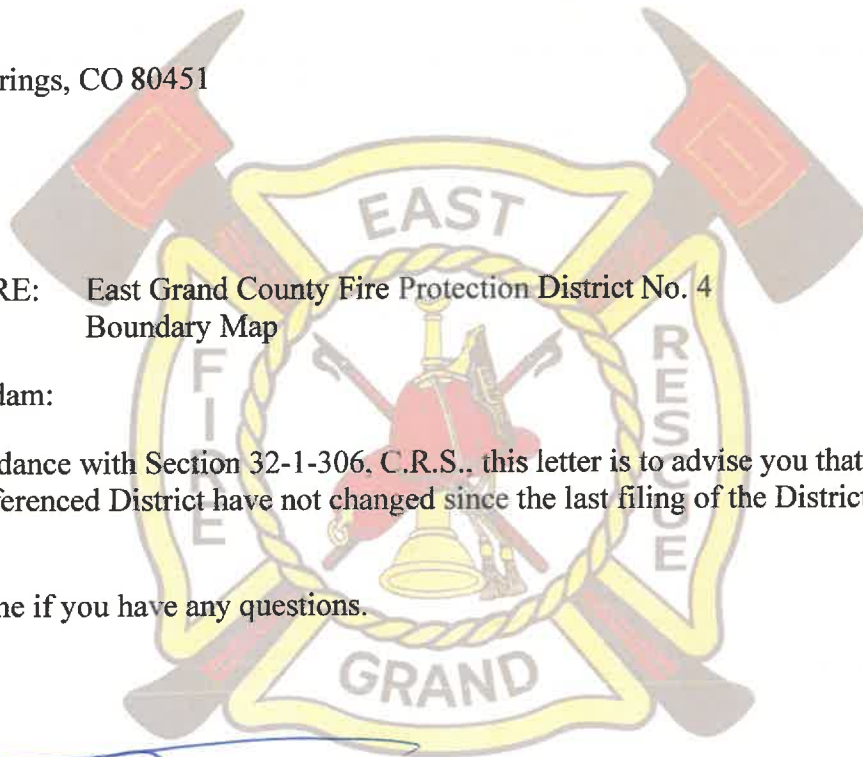 rings, CO 80451
EAST
RE: East Grand County Fire Protection District No. 4
Boundary Map
FIRE
RESCUE
dam:
dance with Section 32-1-306, C.R.S., this letter is to advise you that
ferenced District have not changed since the last filing of the District
ne if you have any questions.
GRAND